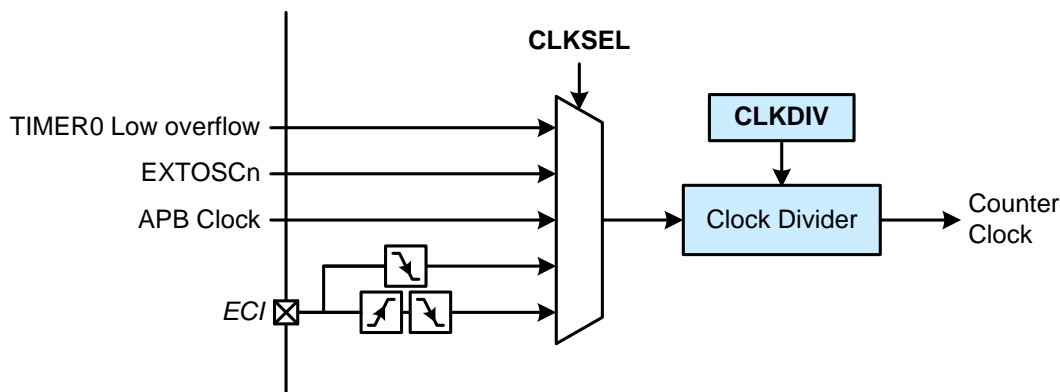 CLKSEL
TIMER0 Low overflow
CLKDIV
EXTOSCn
APB Clock
Clock Divider
Counter
Clock
ECI